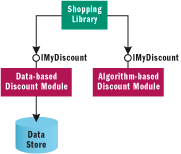 Shopping
Library
IMyDiscount
IMyDiscount
Data-based
Discount Module
Algorithm-based
Discount Module
Data
Store